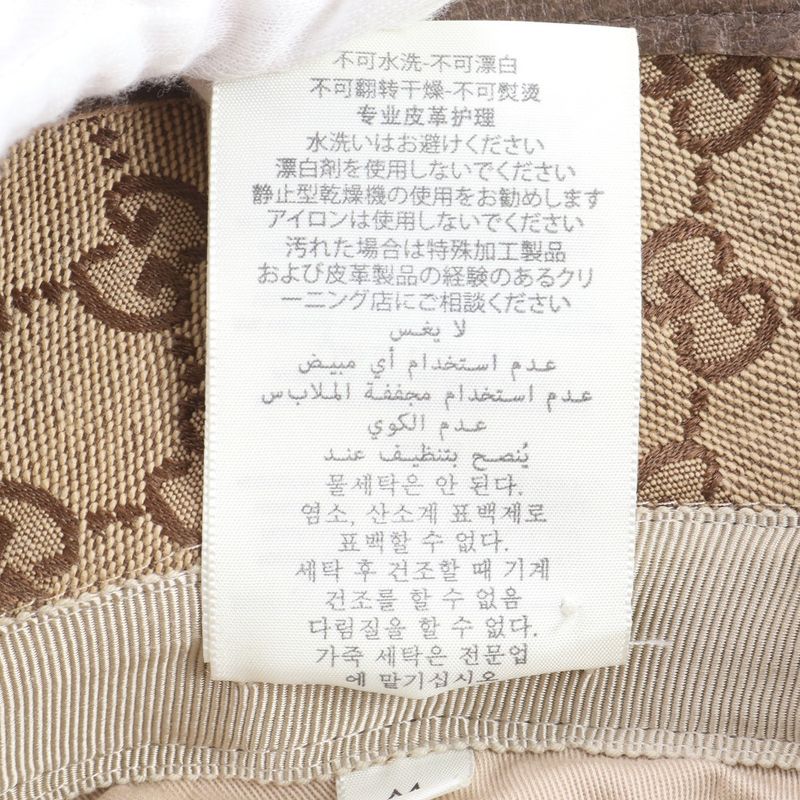 不可水洗-不可漂白
不可翻转干燥-不可熨烫
专业皮革护理
水洗いはお避けください
漂白剤を使用しないでください
静止型乾燥機の使用をお勧めします
アイロンは使用しないでください
汚れた場合は特殊加工製品
および皮革製品の経験のあるクリ
ーニング店にご相談ください
لا يغس
عدم استخدام أي مبيض
عدم استخدام مجففة الملابس
عدم الكوي
يُنصح بتنظيف عند
물세탁은 안 된다.
염소, 산소계 표백제로
표백할 수 없다.
세탁 후 건조할 때 기계
건조를 할 수 없음
다림질을 할 수 없다.
가죽 세탁은 전문업
에 맡기십시오